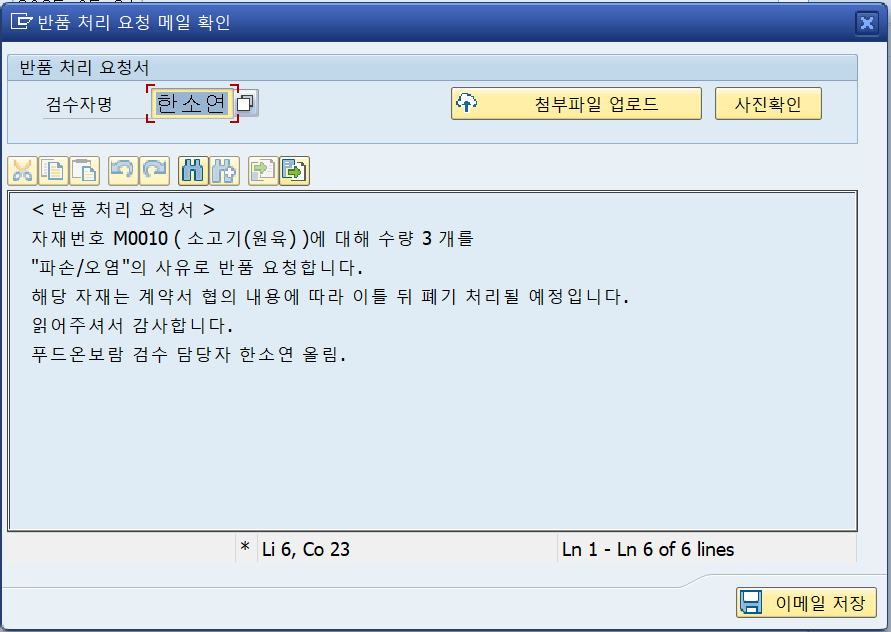 반품 처리 요청 메일 확인
반품 처리 요청서
검수자명 한소연 첨부파일 업로드 사진확인
< 반품 처리 요청서 >
자재번호 M0010 ( 소고기(원육) )에 대해 수량 3 개를
"파손/오염"의 사유로 반품 요청합니다.
해당 자재는 계약서 협의 내용에 따라 이틀 뒤 폐기 처리될 예정입니다.
읽어주셔서 감사합니다.
푸드온보람 검수 담당자 한소연 올림.
* Li 6, Co 23 Ln 1 - Ln 6 of 6 lines
이메일 저장